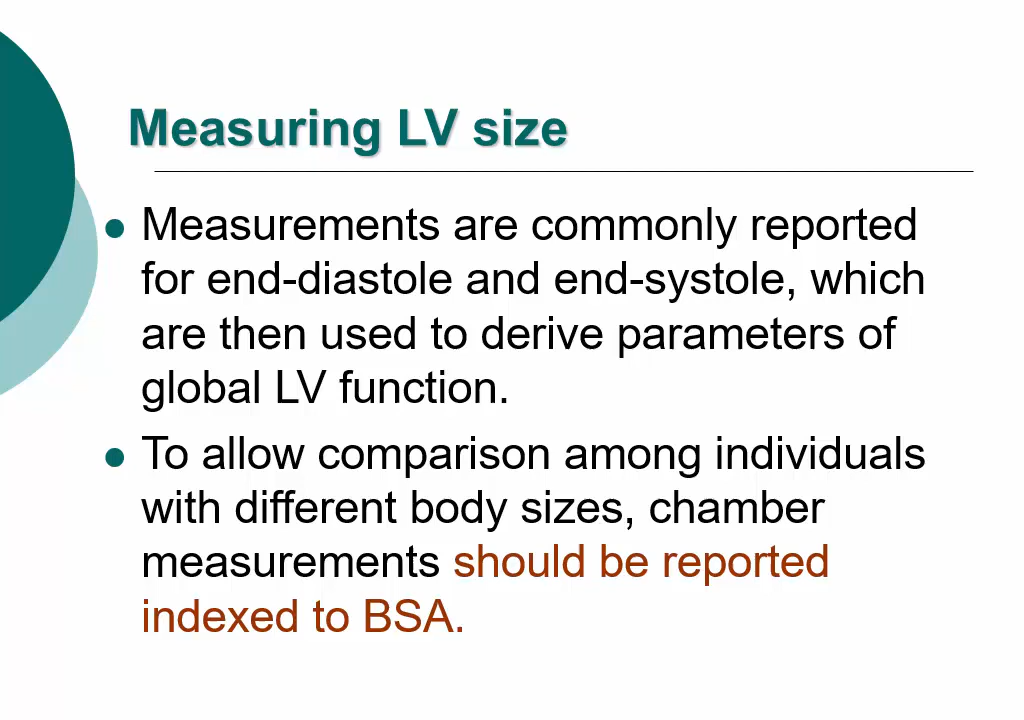 Measuring LV size
Measurements are commonly reported
for end-diastole and end-systole, which
are then used to derive parameters of
global LV function.
To allow comparison among individuals
with different body sizes, chamber
measurements should be reported
indexed to BSA.